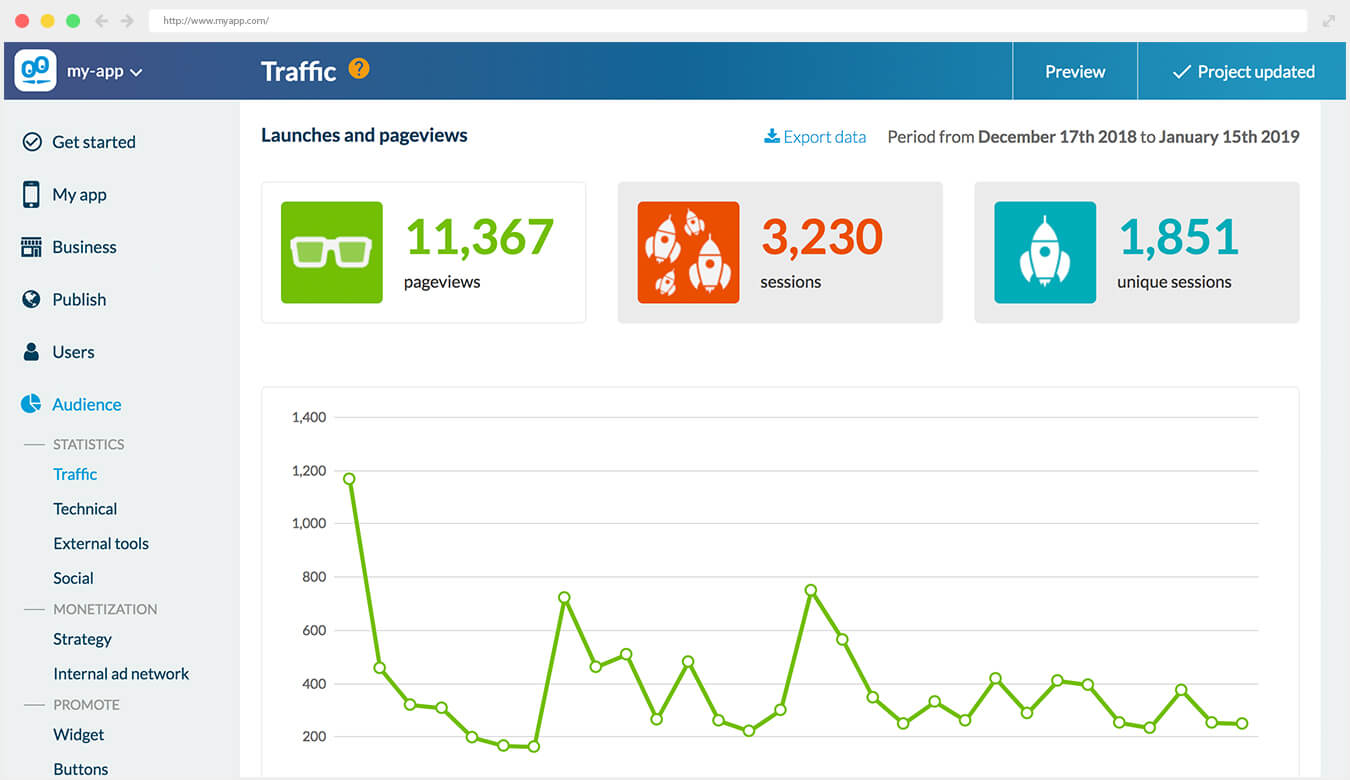 http://www.myapp.com/
my-app
Traffic ?
Preview
Project updated
Get started
My app
Business
Publish
Users
Audience
STATISTICS
Traffic
Technical
External tools
Social
MONETIZATION
Strategy
Internal ad network
PROMOTE
Widget
Buttons
Launches and pageviews
Export data
Period from December 17th 2018 to January 15th 2019
11,367
pageviews
3,230
sessions
1,851
unique sessions
1,400
1,200
1,000
800
600
400
200